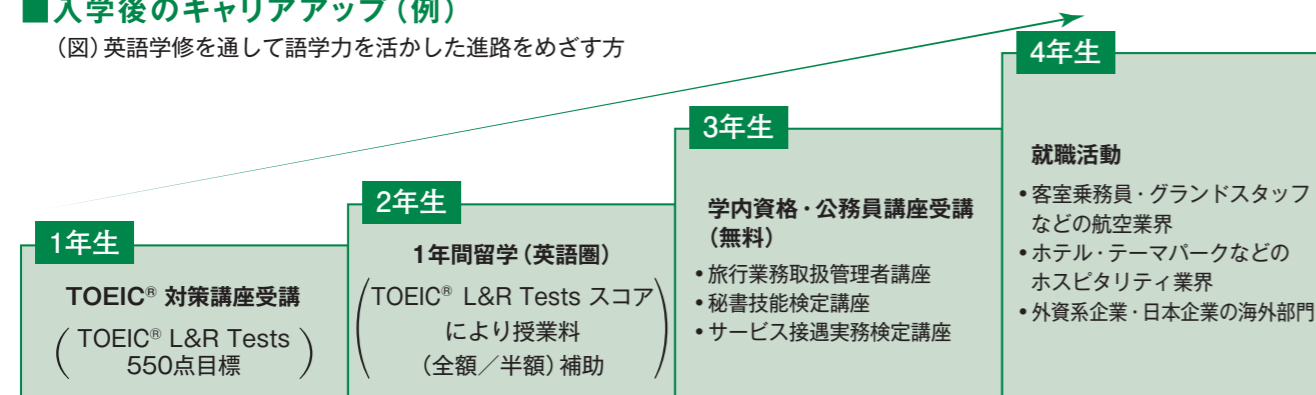 ■入学後のキャリアアップ（例）
（図）英語学修を通して語学力を活かした進路をめざす方
1年生
TOEIC® 対策講座受講
（TOEIC® L&R Tests
550点目標）
2年生
1年間留学（英語圏）
（TOEIC® L&R Tests スコア
により授業料
（全額／半額）補助）
3年生
学内資格・公務員講座受講
（無料）
•旅行業務取扱管理者講座
•秘書技能検定講座
•サービス接遇実務検定講座
4年生
就職活動
•客室乗務員・グランドスタッフ
などの航空業界
•ホテル・テーマパークなどの
ホスピタリティ業界
•外資系企業・日本企業の海外部門